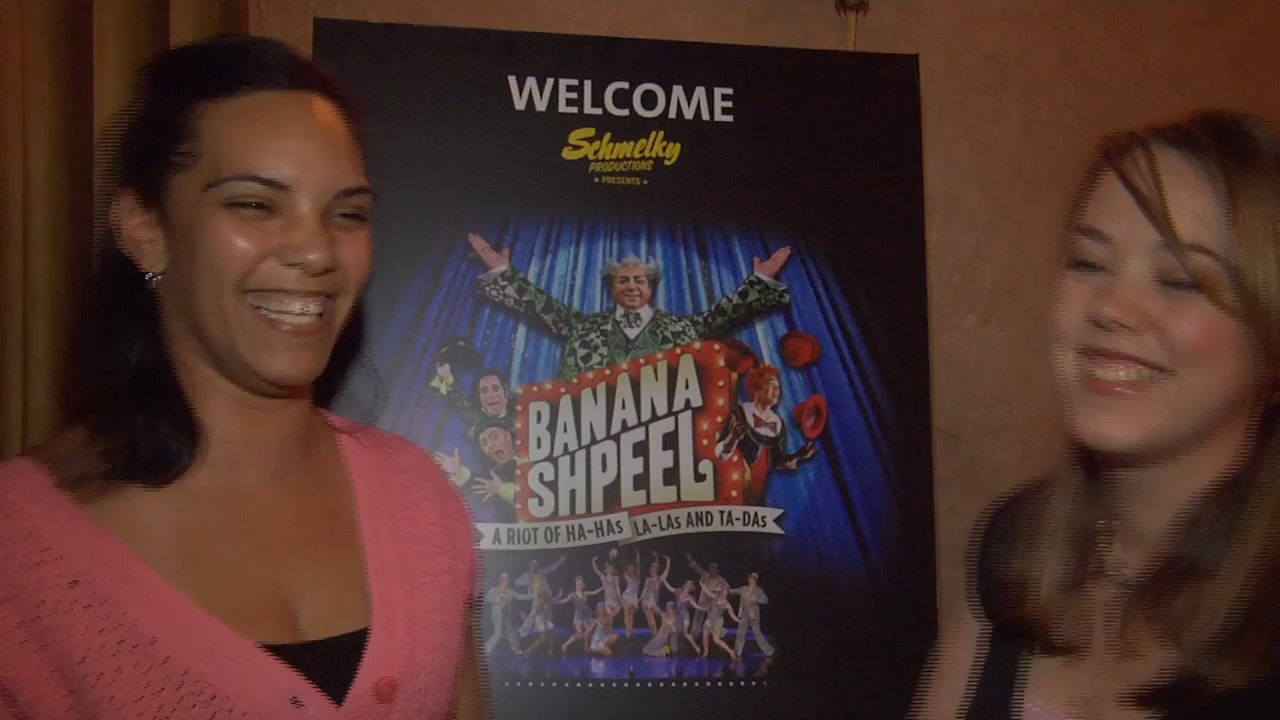 WELCOME
Schmelky
PRODUCTIONS
★ PRESENTS ★
BANANA
SHPEEL
A RIOT OF HA-HAs LA-LAs AND TA-DAs